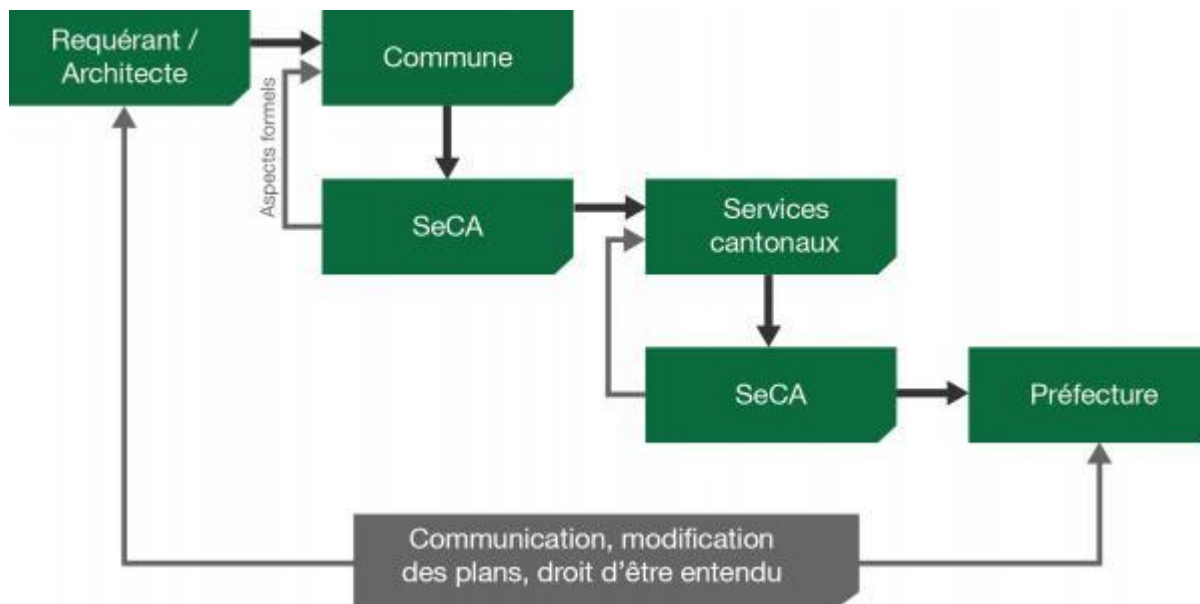 Requérant /
Architecte
Commune
Aspects formels
SeCA
Services
cantonaux
SeCA
Préfecture
Communication, modification
des plans, droit d'être entendu